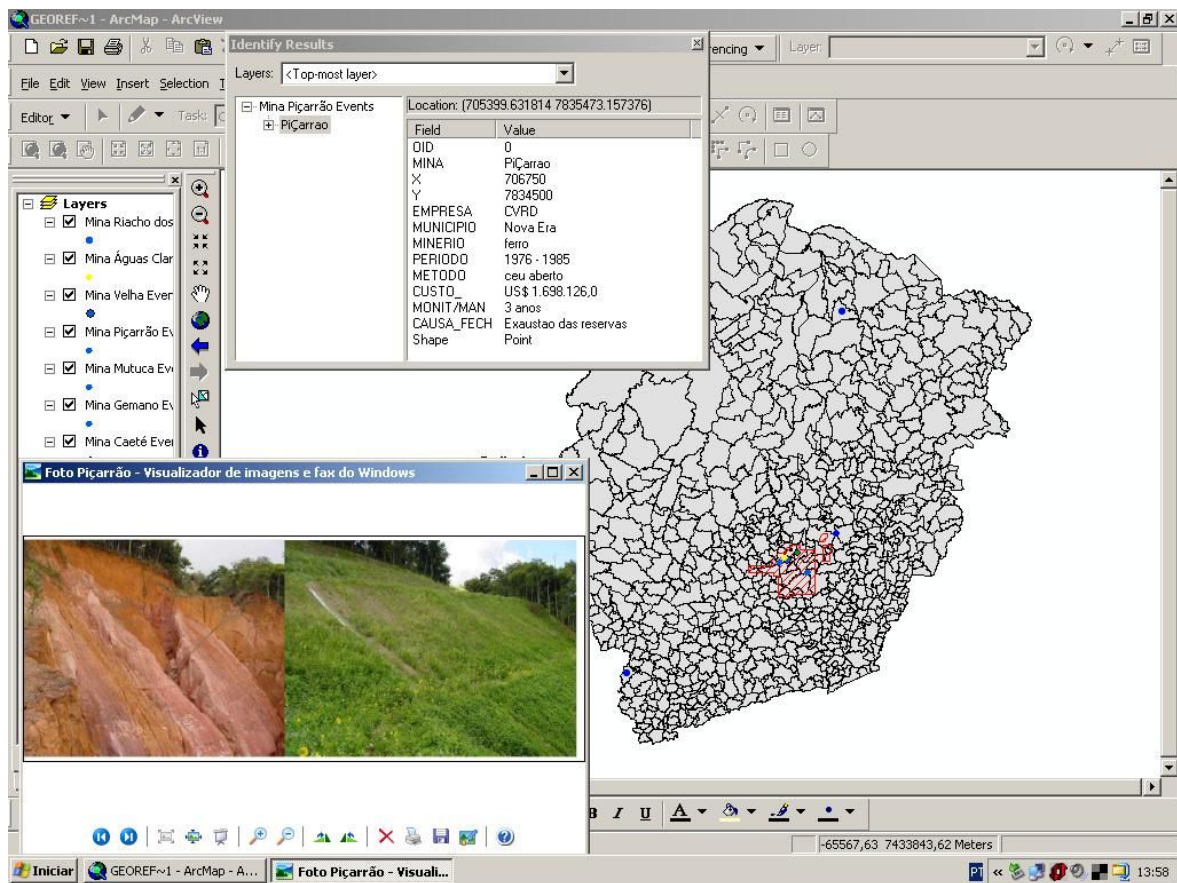 GEOREF~1 - ArcMap - ArcView
Identify Results
Layers: <Top-most layer>
Mina Piçarrão Events
PiÇarrao
Location: (705399.631814 7835473.157376)
Field Value
OID 0
MINA PiÇarrao
X 706750
Y 7834500
EMPRESA CVRD
MUNICIPIO Nova Era
MINERIO ferro
PERIODO 1976 - 1985
METODO ceu aberto
CUSTO_ US$ 1.698.126,0
MONIT/MAN 3 anos
CAUSA_FECH Exaustao das reservas
Shape Point
rencing
Layer:
File Edit View Insert Selection T
Editor Task:
Layers
Mina Riacho dos
Mina Águas Clar
Mina Velha Even
Mina Piçarrão Ev
Mina Mutuca Eve
Mina Gemano Ev
Mina Caeté Ever
Foto Piçarrão - Visualizador de imagens e fax do Windows
B I U A
-65567,63 7433843,62 Meters
Iniciar
GEOREF~1 - ArcMap - A...
Foto Piçarrão - Visuali...
PT
«
13:58